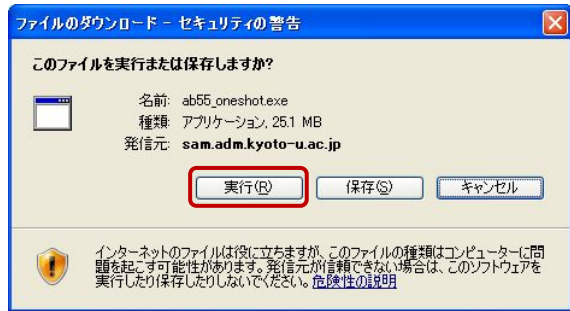 ファイルのダウンロード - セキュリティの警告
このファイルを実行または保存しますか?
名前: ab55_oneshot.exe
種類: アプリケーション, 25.1 MB
発信元: sam.adm.kyoto-u.ac.jp
実行(R) 保存(S) キャンセル
インターネットのファイルは役に立ちますが、このファイルの種類はコンピューターに問
題を起こす可能性があります。発信元が信頼できない場合は、このソフトウェアを
実行したり保存したりしないでください。危険性の説明